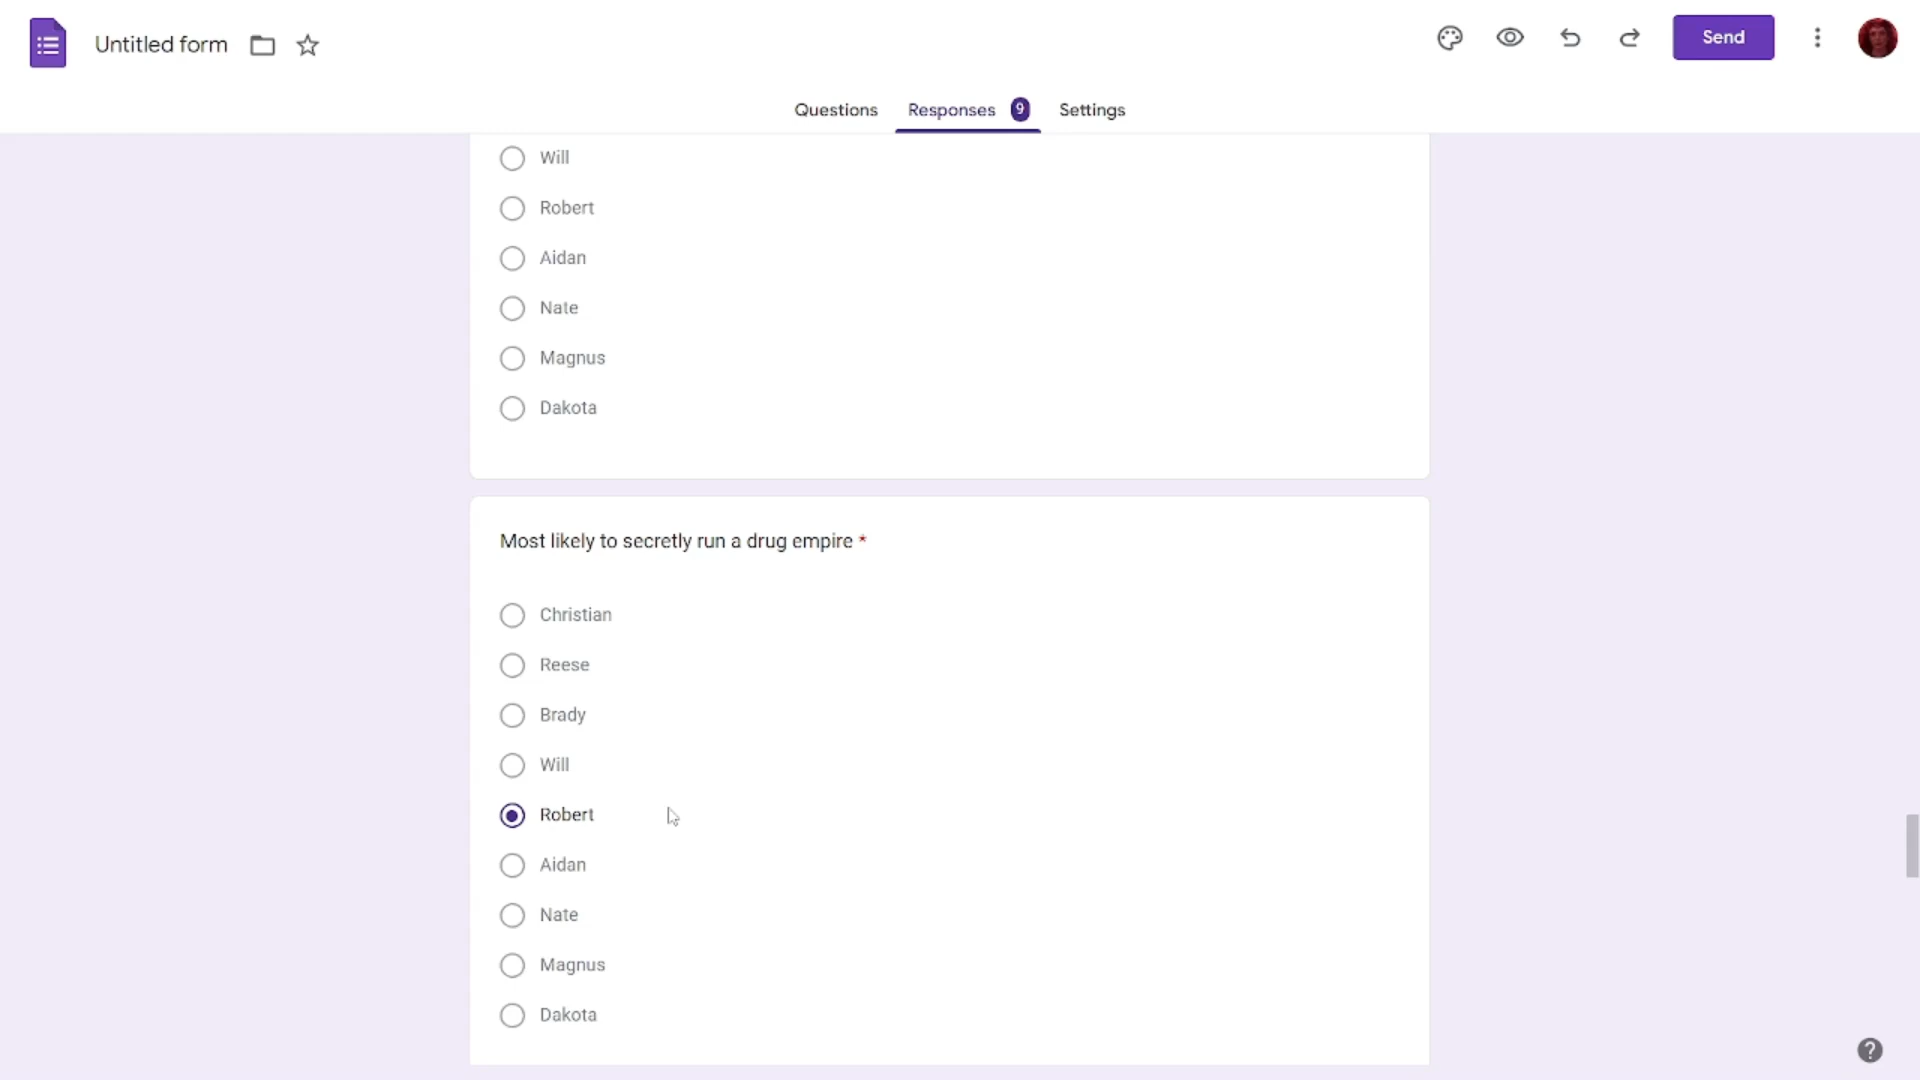 Untitled form
Send
Questions
Responses 9
Settings
Will
Robert
Aidan
Nate
Magnus
Dakota
Most likely to secretly run a drug empire *
Christian
Reese
Brady
Will
Robert
Aidan
Nate
Magnus
Dakota
?